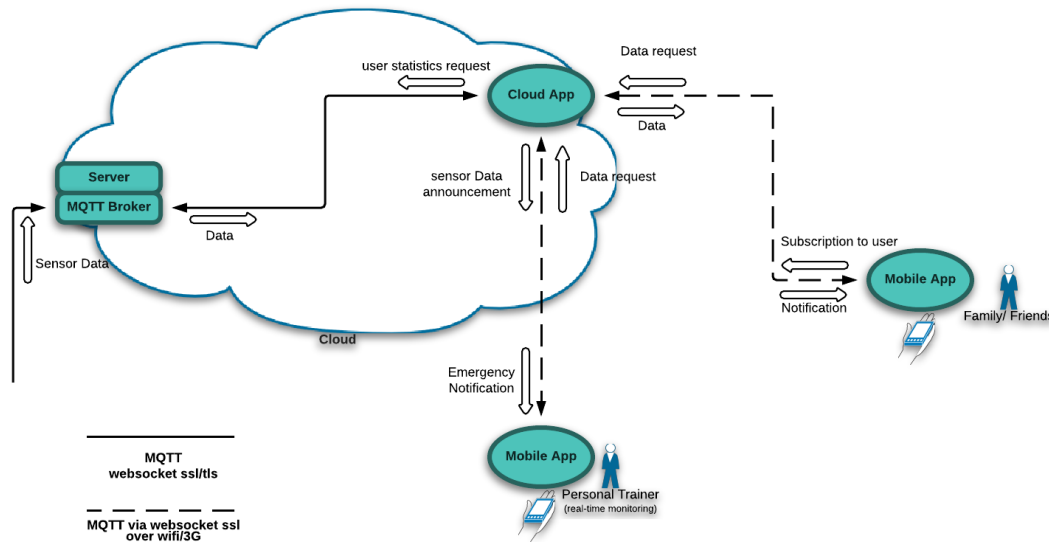 Data request
user statistics request
Cloud App
Data
Server
sensor Data
announcement
Data request
MQTT Broker
Data
Subscription to user
Sensor Data
Mobile App
Notification
Family/ Friends
Cloud
Emergency
Notification
MQTT
websocket ssl/tls
Mobile App
Personal Trainer
(real-time monitoring)
MQTT via websocket ssl
over wifi/3G